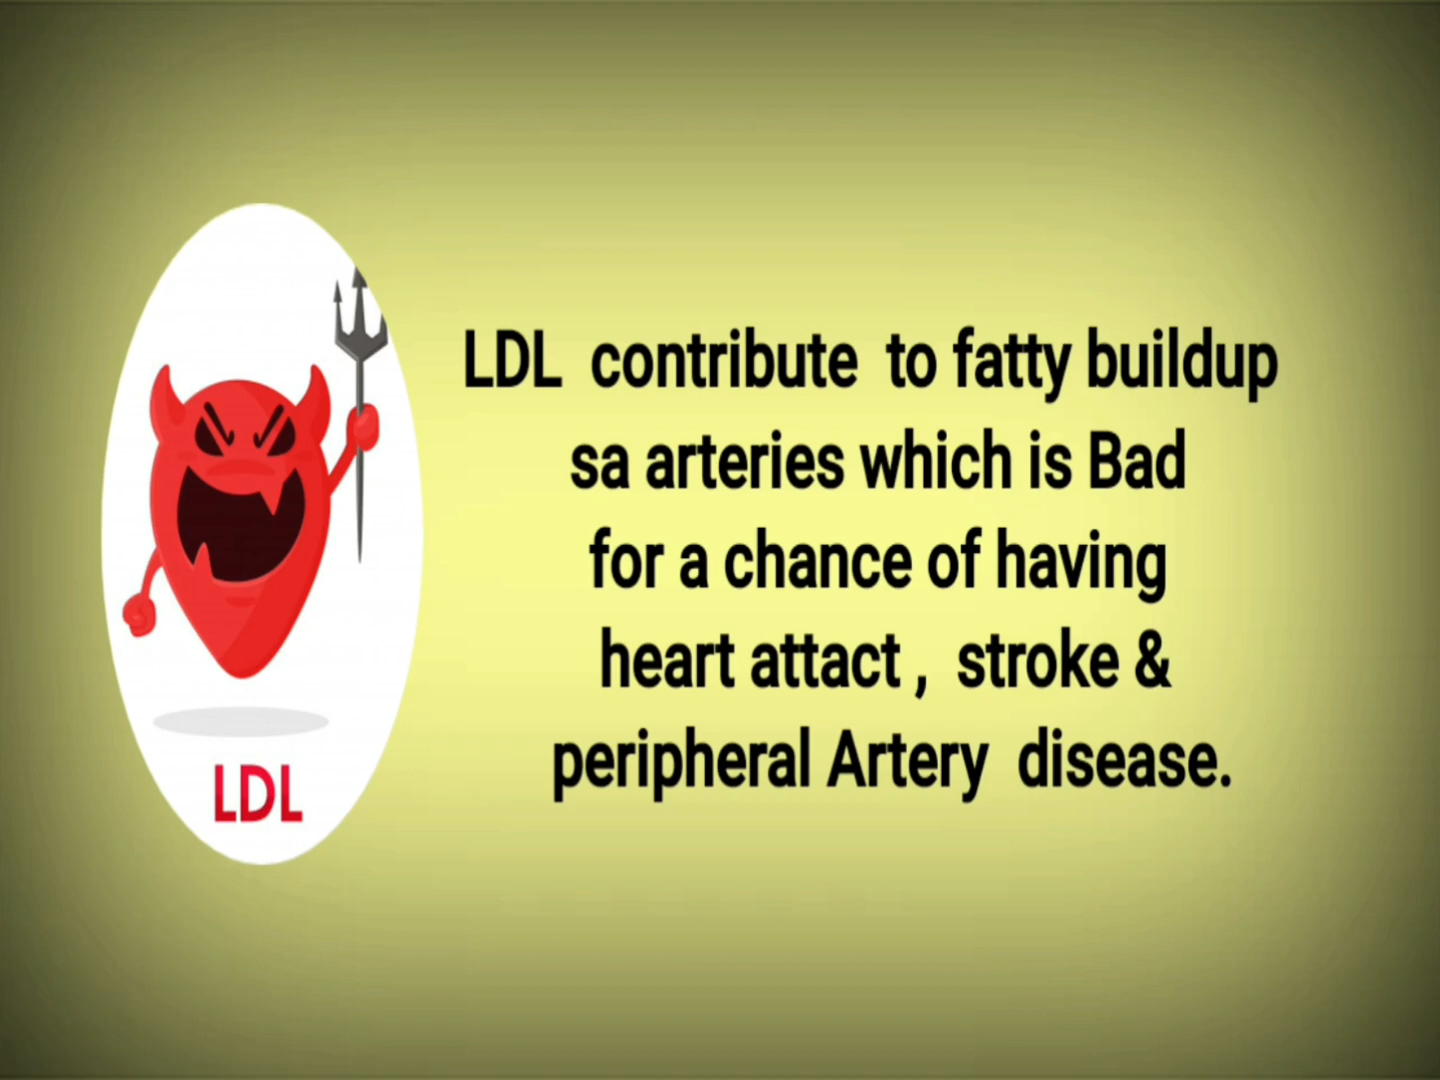 LDL contribute to fatty buildup
sa arteries which is Bad
for a chance of having
heart attact , stroke &
peripheral Artery disease.
LDL